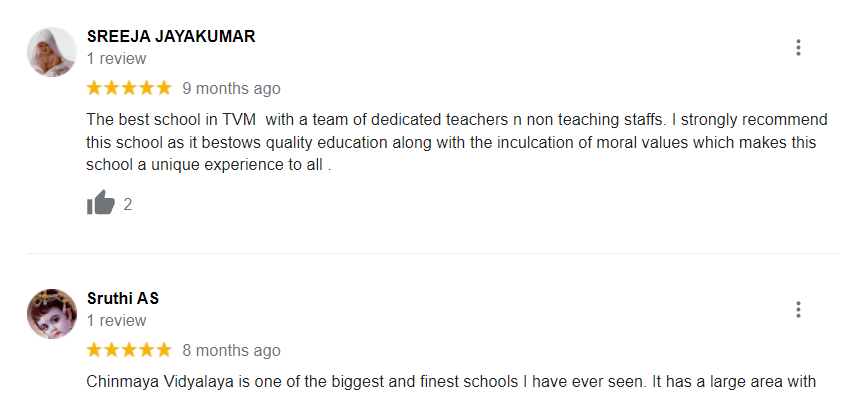 SREEJA JAYAKUMAR
1 review
9 months ago
The best school in TVM with a team of dedicated teachers n non teaching staffs. I strongly recommend
this school as it bestows quality education along with the inculcation of moral values which makes this
school a unique experience to all .
2
Sruthi AS
1 review
8 months ago
Chinmaya Vidyalaya is one of the biggest and finest schools I have ever seen. It has a large area with